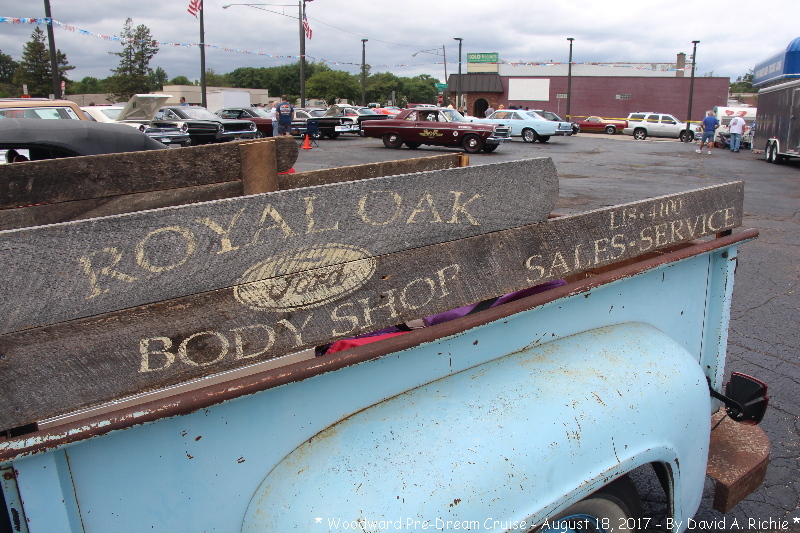 ROYAL OAK
Ford
BODY SHOP
LI8-4100
SALES-SERVICE
* Woodward Pre-Dream Cruise - August 18, 2017 - By David A. Richie *